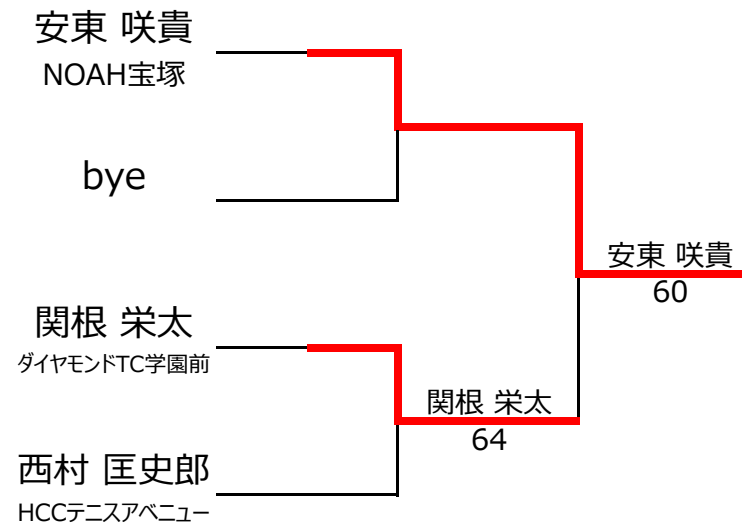 安東 咲貴
NOAH宝塚
bye
安東 咲貴
60
関根 栄太
ダイヤモンドTC学園前
関根 栄太
64
西村 匡史郎
HCCテニスアベニュー